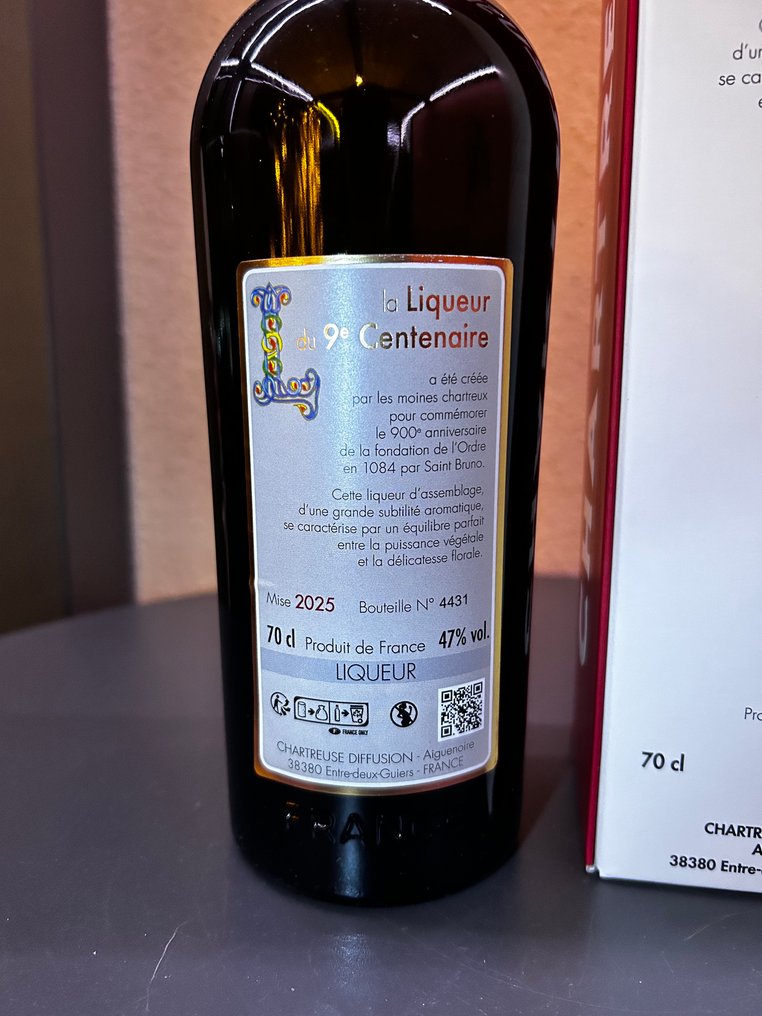 la Liqueur
du 9e Centenaire
a été créée
par les moines chartreux
pour commémorer
le 900e anniversaire
de la fondation de l'Ordre
en 1084 par Saint Bruno.
Cette liqueur d'assemblage,
d'une grande subtilité aromatique,
se caractérise par un équilibre parfait
entre la puissance végétale
et la délicatesse florale.
Mise 2025 Bouteille N° 4431
70 cl Produit de France 47% vol.
LIQUEUR
FRANCE ONLY
CHARTREUSE DIFFUSION - Aiguenoire
38380 Entre-deux-Guiers - FRANCE
FRANCE
CHARTRE
d'un
se ca
70 cl
CHARTR
38380 Entre-